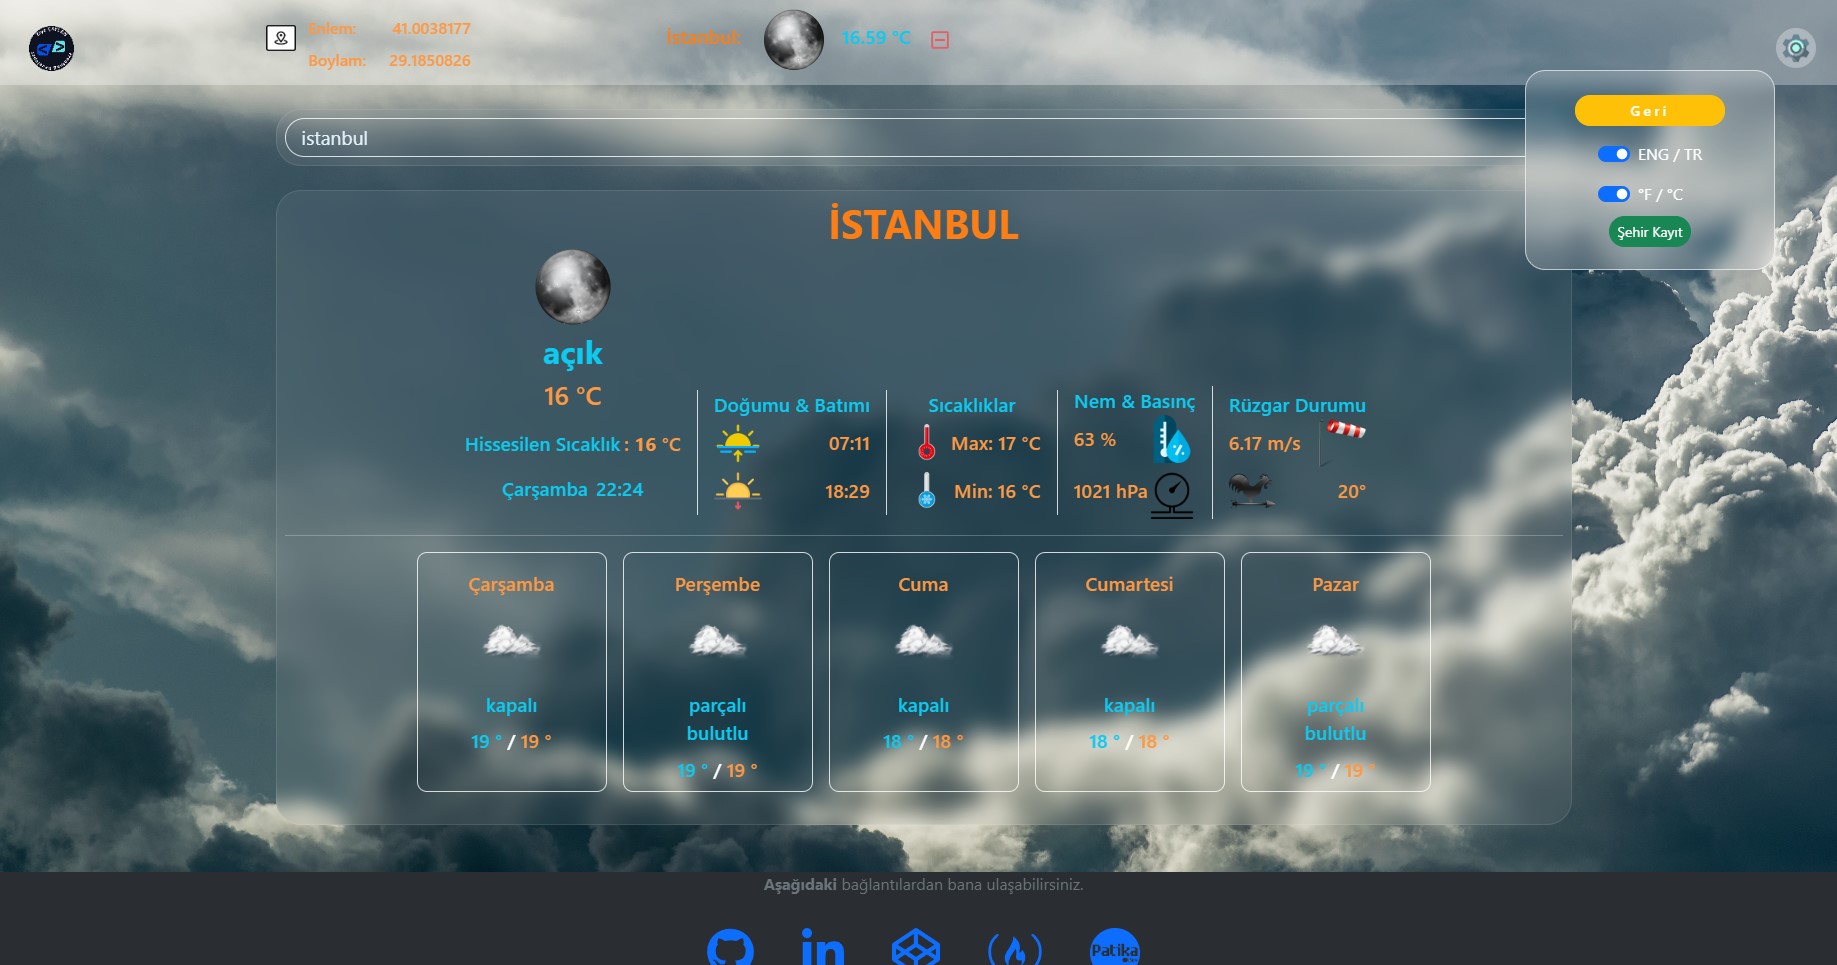 Enlem: 41.0038177
Boylam: 29.1850826
İstanbul: 16.59 °C
Geri
ENG / TR
°F / °C
Şehir Kayıt
istanbul
İSTANBUL
açık
16 °C
Hissesilen Sıcaklık : 16 °C
Çarşamba 22:24
Doğumu & Batımı
07:11
18:29
Sıcaklıklar
Max: 17 °C
Min: 16 °C
Nem & Basınç
63 %
1021 hPa
Rüzgar Durumu
6.17 m/s
20°
Çarşamba
kapalı
19 ° / 19 °
Perşembe
parçalı
bulutlu
19 ° / 19 °
Cuma
kapalı
18 ° / 18 °
Cumartesi
kapalı
18 ° / 18 °
Pazar
parçalı
bulutlu
19 ° / 19 °
Aşağıdaki bağlantılardan bana ulaşabilirsiniz.
in
Patika